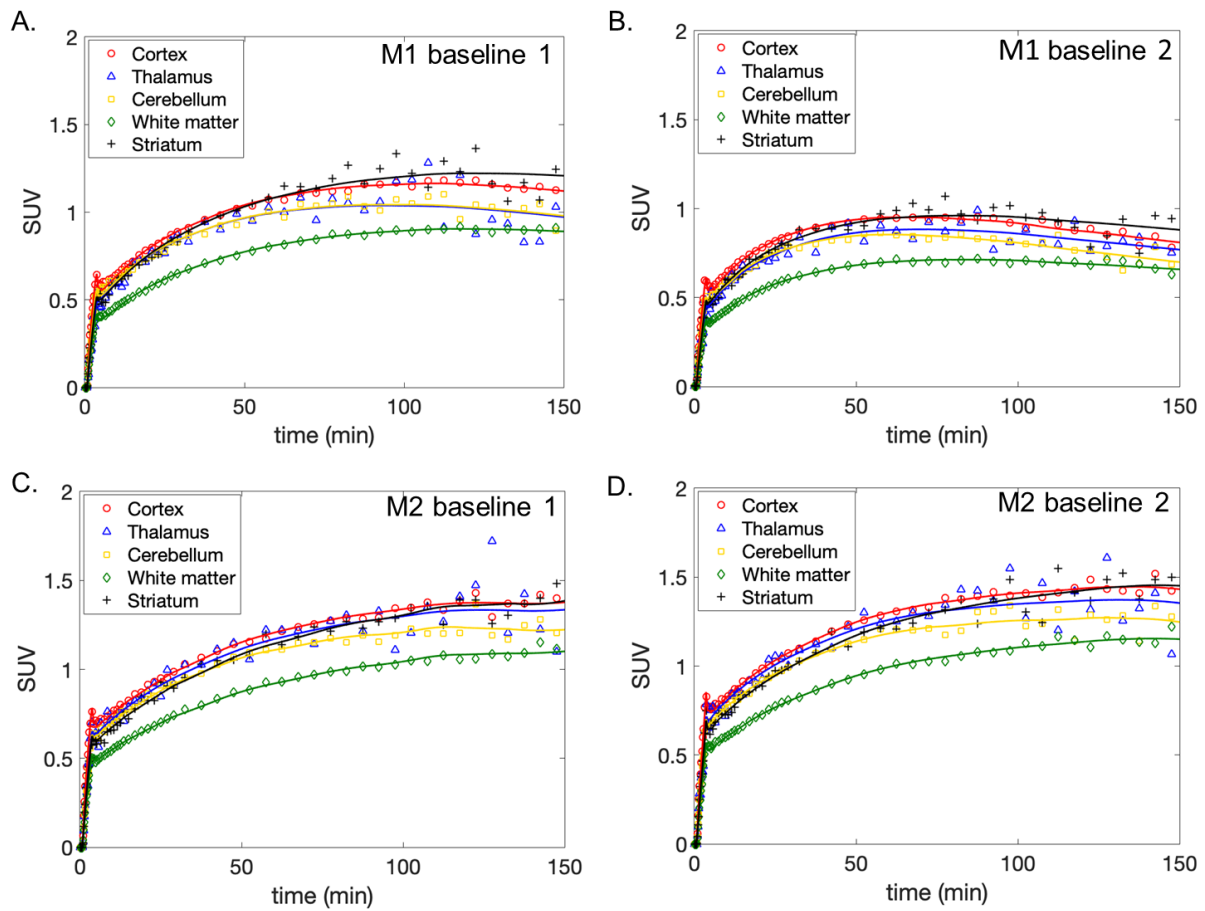 A.
M1 baseline 1
Cortex
Thalamus
Cerebellum
White matter
Striatum
SUV
2
1.5
1
0.5
0
0 50 100 150
time (min)
B.
M1 baseline 2
Cortex
Thalamus
Cerebellum
White matter
Striatum
SUV
2
1.5
1
0.5
0
0 50 100 150
time (min)
C.
M2 baseline 1
Cortex
Thalamus
Cerebellum
White matter
Striatum
SUV
2
1.5
1
0.5
0
0 50 100 150
time (min)
D.
M2 baseline 2
Cortex
Thalamus
Cerebellum
White matter
Striatum
SUV
2
1.5
1
0.5
0
0 50 100 150
time (min)